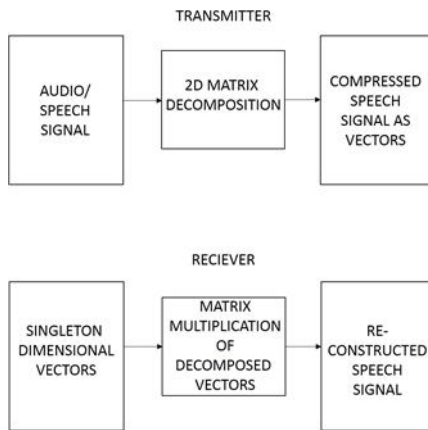 TRANSMITTER
AUDIO/
SPEECH
SIGNAL
2D MATRIX
DECOMPOSITION
COMPRESSED
SPEECH
SIGNAL AS
VECTORS
RECIEVER
SINGLETON
DIMENSIONAL
VECTORS
MATRIX
MULTIPLICATION
OF
DECOMPOSED
VECTORS
RE-
CONSTRUCTED
SPEECH
SIGNAL